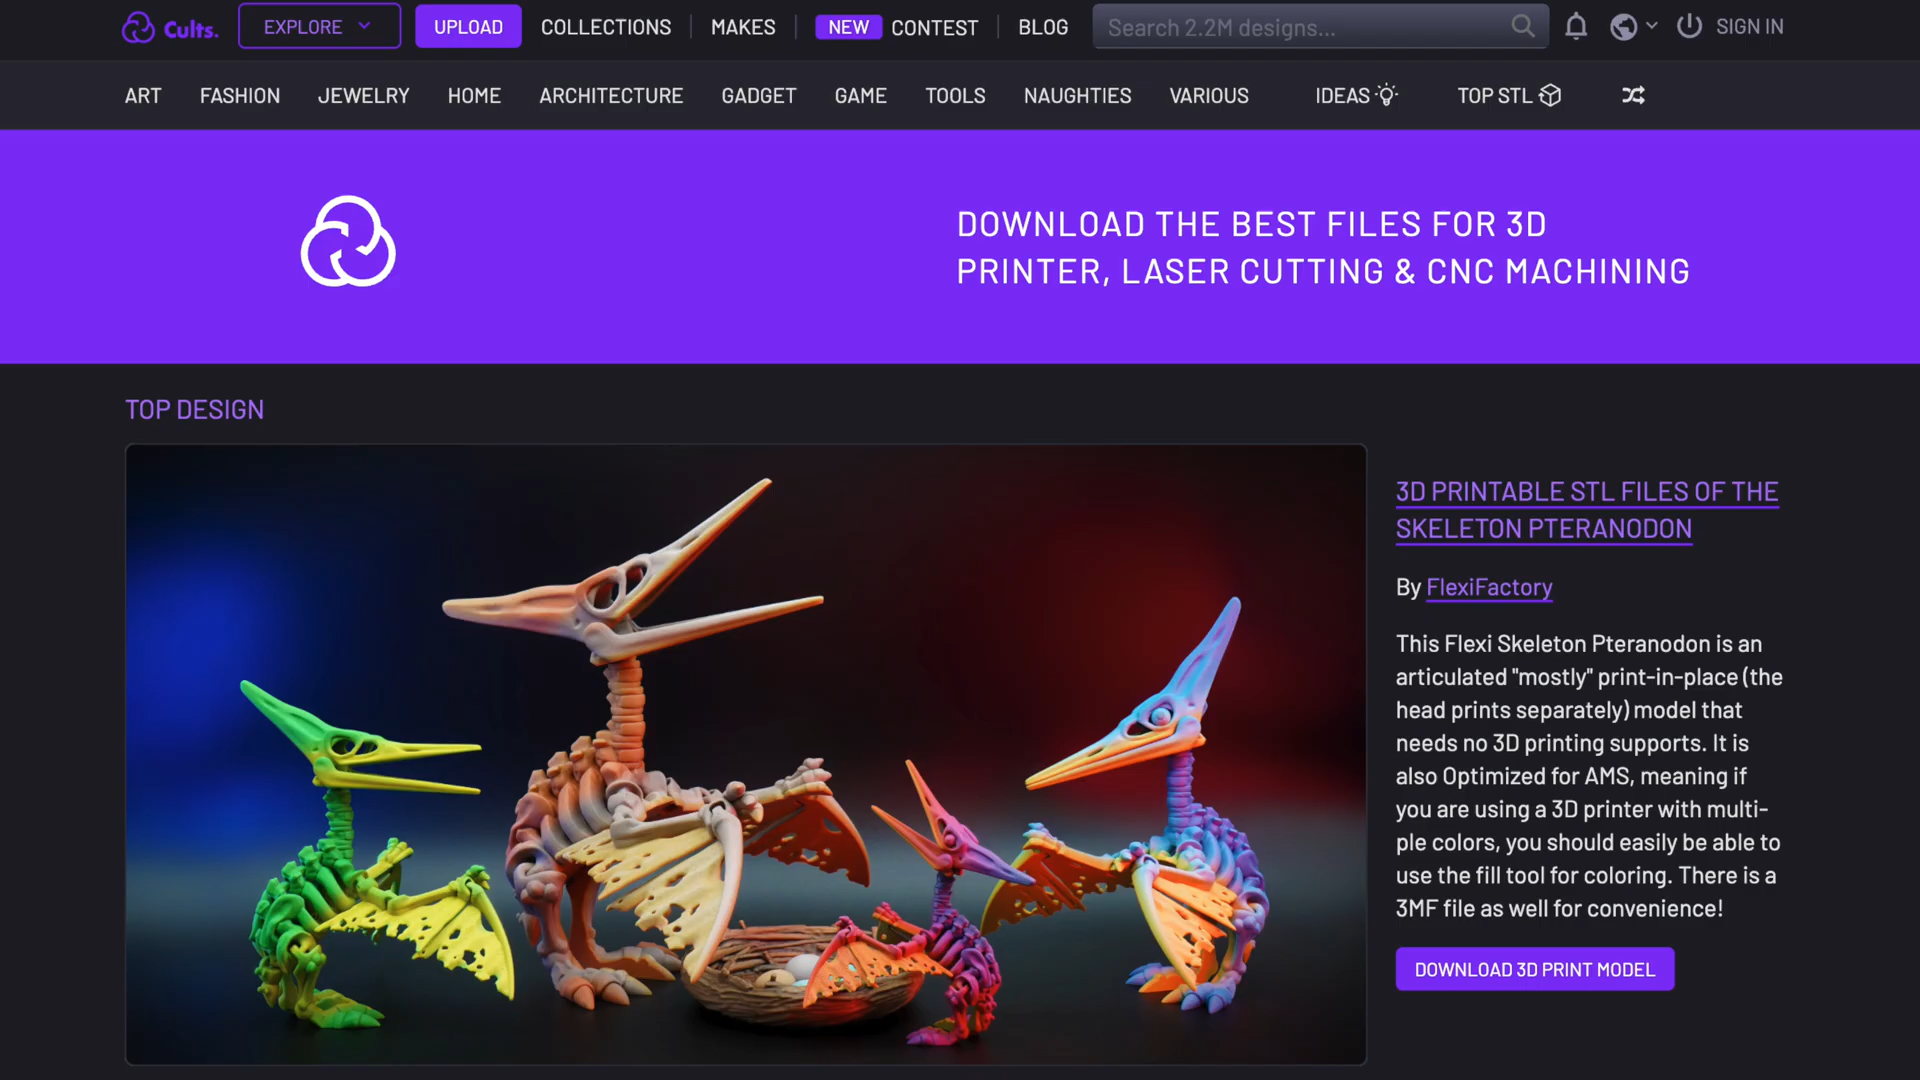 Cults.
EXPLORE
UPLOAD
COLLECTIONS
MAKES
NEW
CONTEST
BLOG
Search 2.2M designs...
SIGN IN
ART
FASHION
JEWELRY
HOME
ARCHITECTURE
GADGET
GAME
TOOLS
NAUGHTIES
VARIOUS
IDEAS
TOP STL
DOWNLOAD THE BEST FILES FOR 3D
PRINTER, LASER CUTTING & CNC MACHINING
TOP DESIGN
3D PRINTABLE STL FILES OF THE
SKELETON PTERANODON
By FlexiFactory
This Flexi Skeleton Pteranodon is an
articulated "mostly" print-in-place (the
head prints separately) model that
needs no 3D printing supports. It is
also Optimized for AMS, meaning if
you are using a 3D printer with multi-
ple colors, you should easily be able to
use the fill tool for coloring. There is a
3MF file as well for convenience!
DOWNLOAD 3D PRINT MODEL